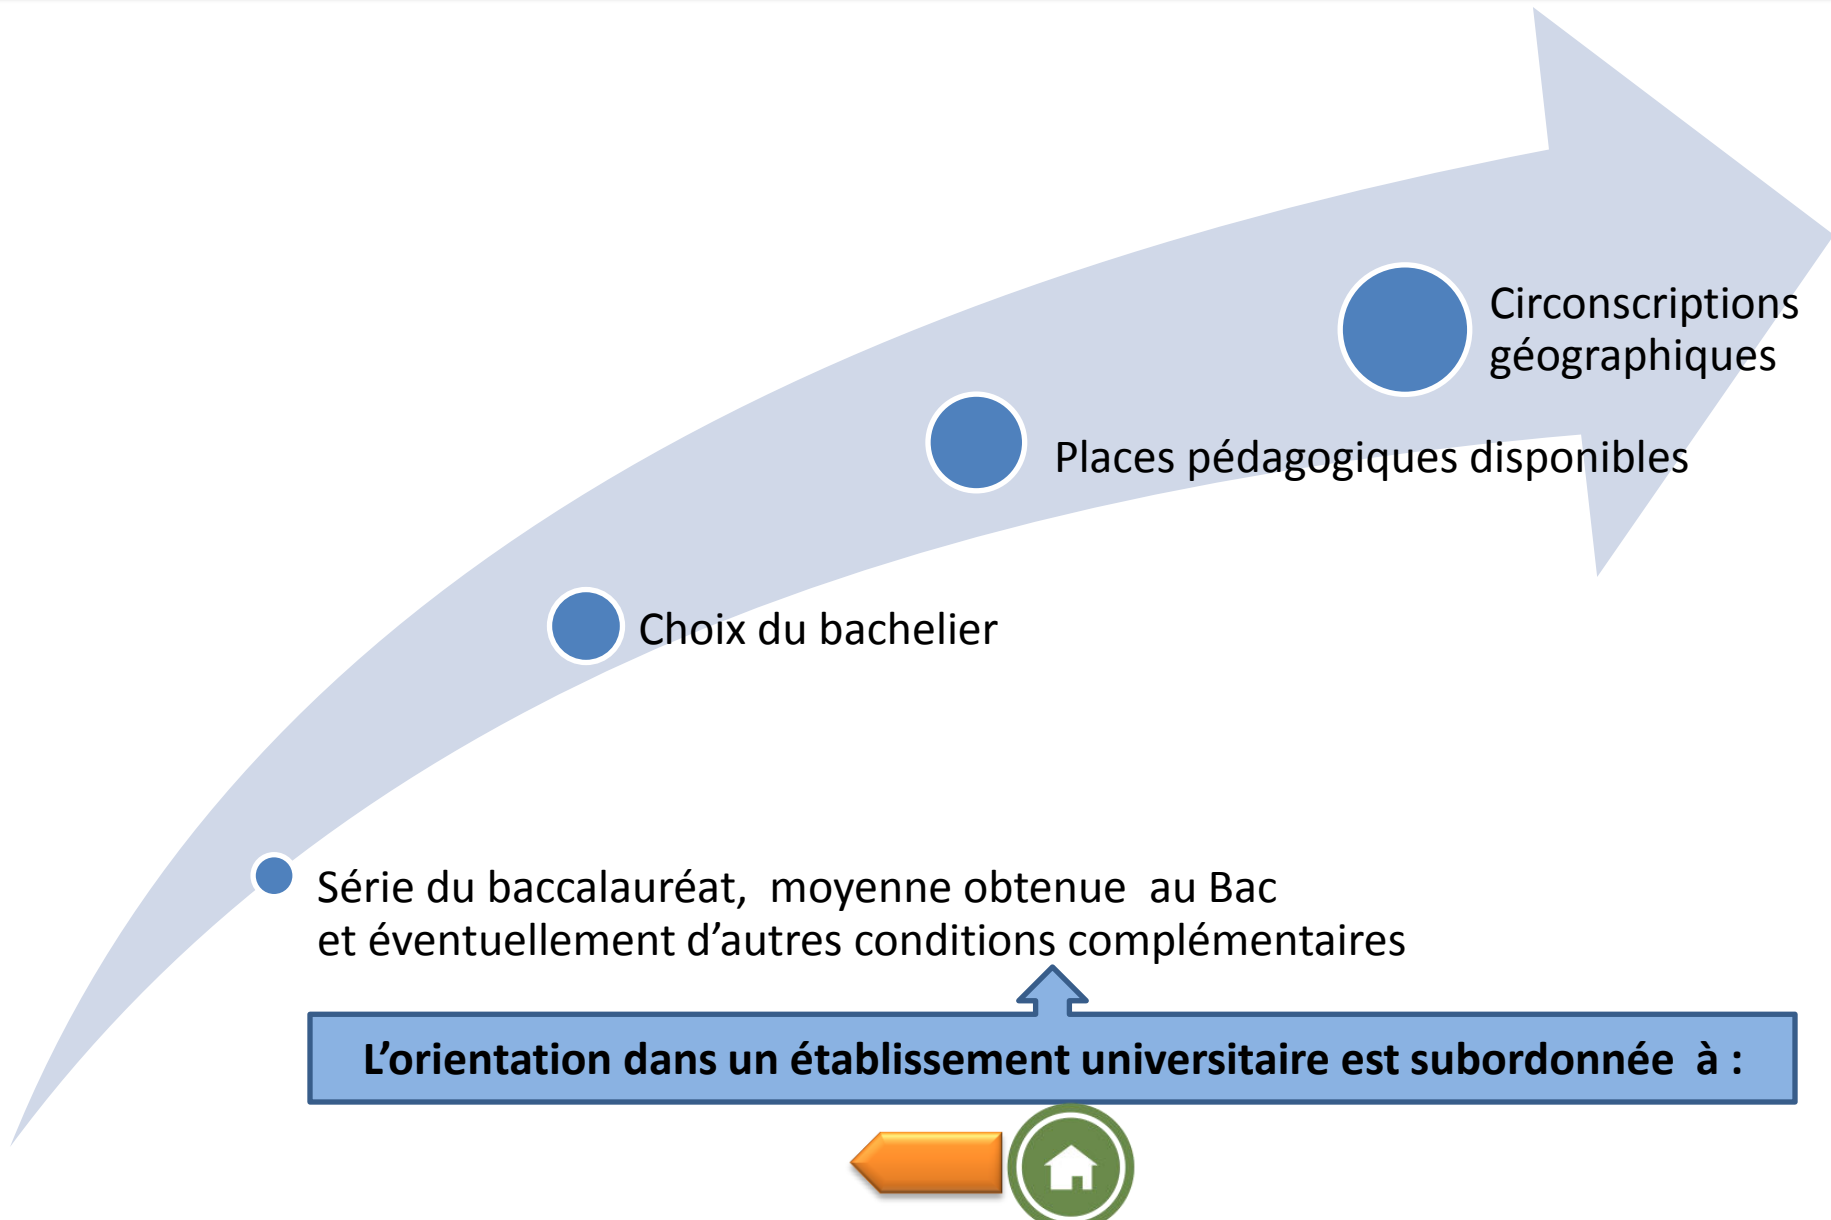 Circonscriptions
géographiques
Places pédagogiques disponibles
Choix du bachelier
Série du baccalauréat, moyenne obtenue au Bac
et éventuellement d’autres conditions complémentaires
L’orientation dans un établissement universitaire est subordonnée à :